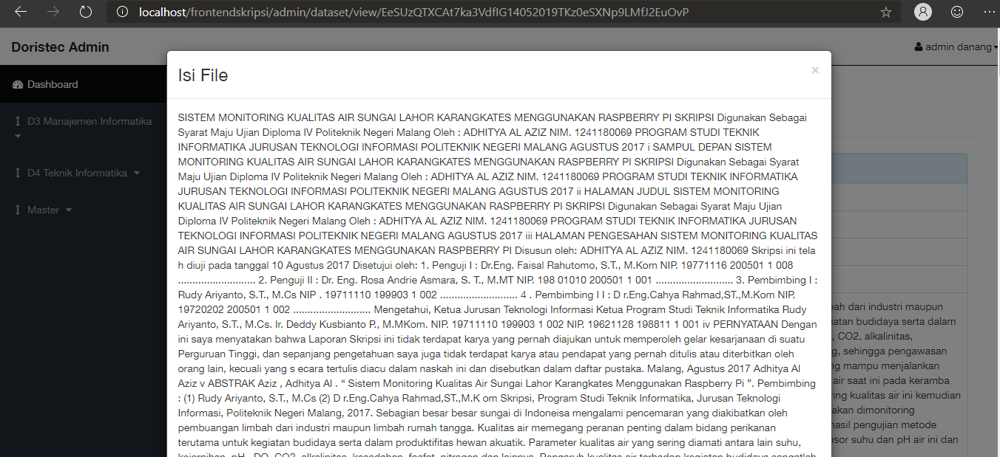 localhost/frontendskripsi/admin/dataset/view/EeSUzQTXCAt7ka3VdfIG14052019TKz0eSXNp9LMfJ2EuOvP
Doristec Admin
admin danang
Dashboard
D3 Manajemen Informatika
D4 Teknik Informatika
Master
Isi File
×
SISTEM MONITORING KUALITAS AIR SUNGAI LAHOR KARANGKATES MENGGUNAKAN RASPBERRY PI SKRIPSI Digunakan Sebagai
Syarat Maju Ujian Diploma IV Politeknik Negeri Malang Oleh : ADHITYA AL AZIZ NIM. 1241180069 PROGRAM STUDI TEKNIK
INFORMATIKA JURUSAN TEKNOLOGI INFORMASI POLITEKNIK NEGERI MALANG AGUSTUS 2017 i SAMPUL DEPAN SISTEM
MONITORING KUALITAS AIR SUNGAI LAHOR KARANGKATES MENGGUNAKAN RASPBERRY PI SKRIPSI Digunakan Sebagai Syarat
Maju Ujian Diploma IV Politeknik Negeri Malang Oleh : ADHITYA AL AZIZ NIM. 1241180069 PROGRAM STUDI TEKNIK INFORMATIKA
JURUSAN TEKNOLOGI INFORMASI POLITEKNIK NEGERI MALANG AGUSTUS 2017 ii HALAMAN JUDUL SISTEM MONITORING
KUALITAS AIR SUNGAI LAHOR KARANGKATES MENGGUNAKAN RASPBERRY PI SKRIPSI Digunakan Sebagai Syarat Maju Ujian
Diploma IV Politeknik Negeri Malang Oleh : ADHITYA AL AZIZ NIM. 1241180069 PROGRAM STUDI TEKNIK INFORMATIKA JURUSAN
TEKNOLOGI INFORMASI POLITEKNIK NEGERI MALANG AGUSTUS 2017 iii HALAMAN PENGESAHAN SISTEM MONITORING KUALITAS
AIR SUNGAI LAHOR KARANGKATES MENGGUNAKAN RASPBERRY PI Disusun oleh: ADHITYA AL AZIZ NIM. 1241180069 Skripsi ini tela
h diuji pada tanggal 10 Agustus 2017 Disetujui oleh: 1. Penguji I : Dr.Eng. Faisal Rahutomo, S.T., M.Kom NIP. 19771116 200501 1 008
........................... 2. Penguji II : Dr. Eng. Rosa Andrie Asmara, S. T., M.MT NIP. 198 01010 200501 1 001 ........................... 3. Pembimbing I :
Rudy Ariyanto, S.T., M.Cs NIP . 19711110 199903 1 002 ........................... 4 . Pembimbing I I : D r.Eng.Cahya Rahmad,ST.,M.Kom NIP.
19720202 200501 1 002 ........................... Mengetahui, Ketua Jurusan Teknologi Informasi Ketua Program Studi Teknik Informatika Rudy
Ariyanto, S.T., M.Cs. Ir. Deddy Kusbianto P., M.MKom. NIP. 19711110 199903 1 002 NIP. 19621128 198811 1 001 iv PERNYATAAN Dengan
ini saya menyatakan bahwa Laporan Skripsi ini tidak terdapat karya yang pernah diajukan untuk memperoleh gelar kesarjanaan di suatu
Perguruan Tinggi, dan sepanjang pengetahuan saya juga tidak terdapat karya atau pendapat yang pernah ditulis atau diterbitkan oleh
orang lain, kecuali yang s ecara tertulis diacu dalam naskah ini dan disebutkan dalam daftar pustaka. Malang, Agustus 2017 Adhitya Al
Aziz v ABSTRAK Aziz , Adhitya Al . “ Sistem Monitoring Kualitas Air Sungai Lahor Karangkates Menggunakan Raspberry Pi ”. Pembimbing
: (1) Rudy Ariyanto, S.T., M.Cs (2) D r.Eng.Cahya Rahmad,ST.,M.K om Skripsi, Program Studi Teknik Informatika, Jurusan Teknologi
Informasi, Politeknik Negeri Malang, 2017. Sebagian besar besar sungai di Indoneisa mengalami pencemaran yang diakibatkan oleh
pembuangan limbah dari industri maupun limbah rumah tangga. Kualitas air memegang peranan penting dalam bidang perikanan
terutama untuk kegiatan budidaya serta dalam produktifitas hewan akuatik. Parameter kualitas air yang sering diamati antara lain suhu,
kejernihan, pH, DO, CO2, alkalinitas, kesadahan, fosfat, nitrogen dan lainnya. Pengaruh kualitas air terhadap kegiatan budidaya sangatlah
bah dari industri maupun
iatan budidaya serta dalam
, CO2, alkalinitas,
g, sehingga pengawasan
ng mampu menjalankan
air saat ini pada keramba
ring kualitas air ini kemudian
akan dimonitoring
hasil pengujian metode
nsor suhu dan pH air ini dan